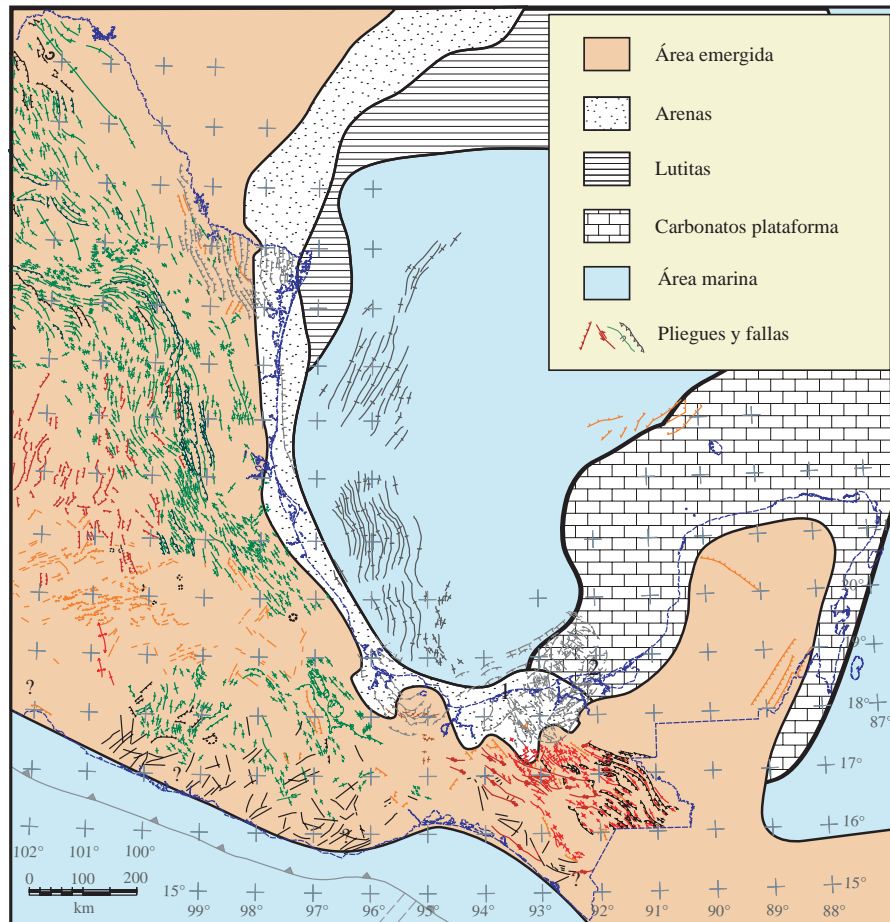 Área emergida
Arenas
Lutitas
Carbonatos plataforma
Área marina
Pliegues y fallas
20°
19°
?
?
1
18°
87°
?
17°
16°
?
?
102° 101° 100°
0 100 200
km
15°
15°
99° 98° 97° 96° 95° 94° 93° 92° 91° 90° 89° 88°